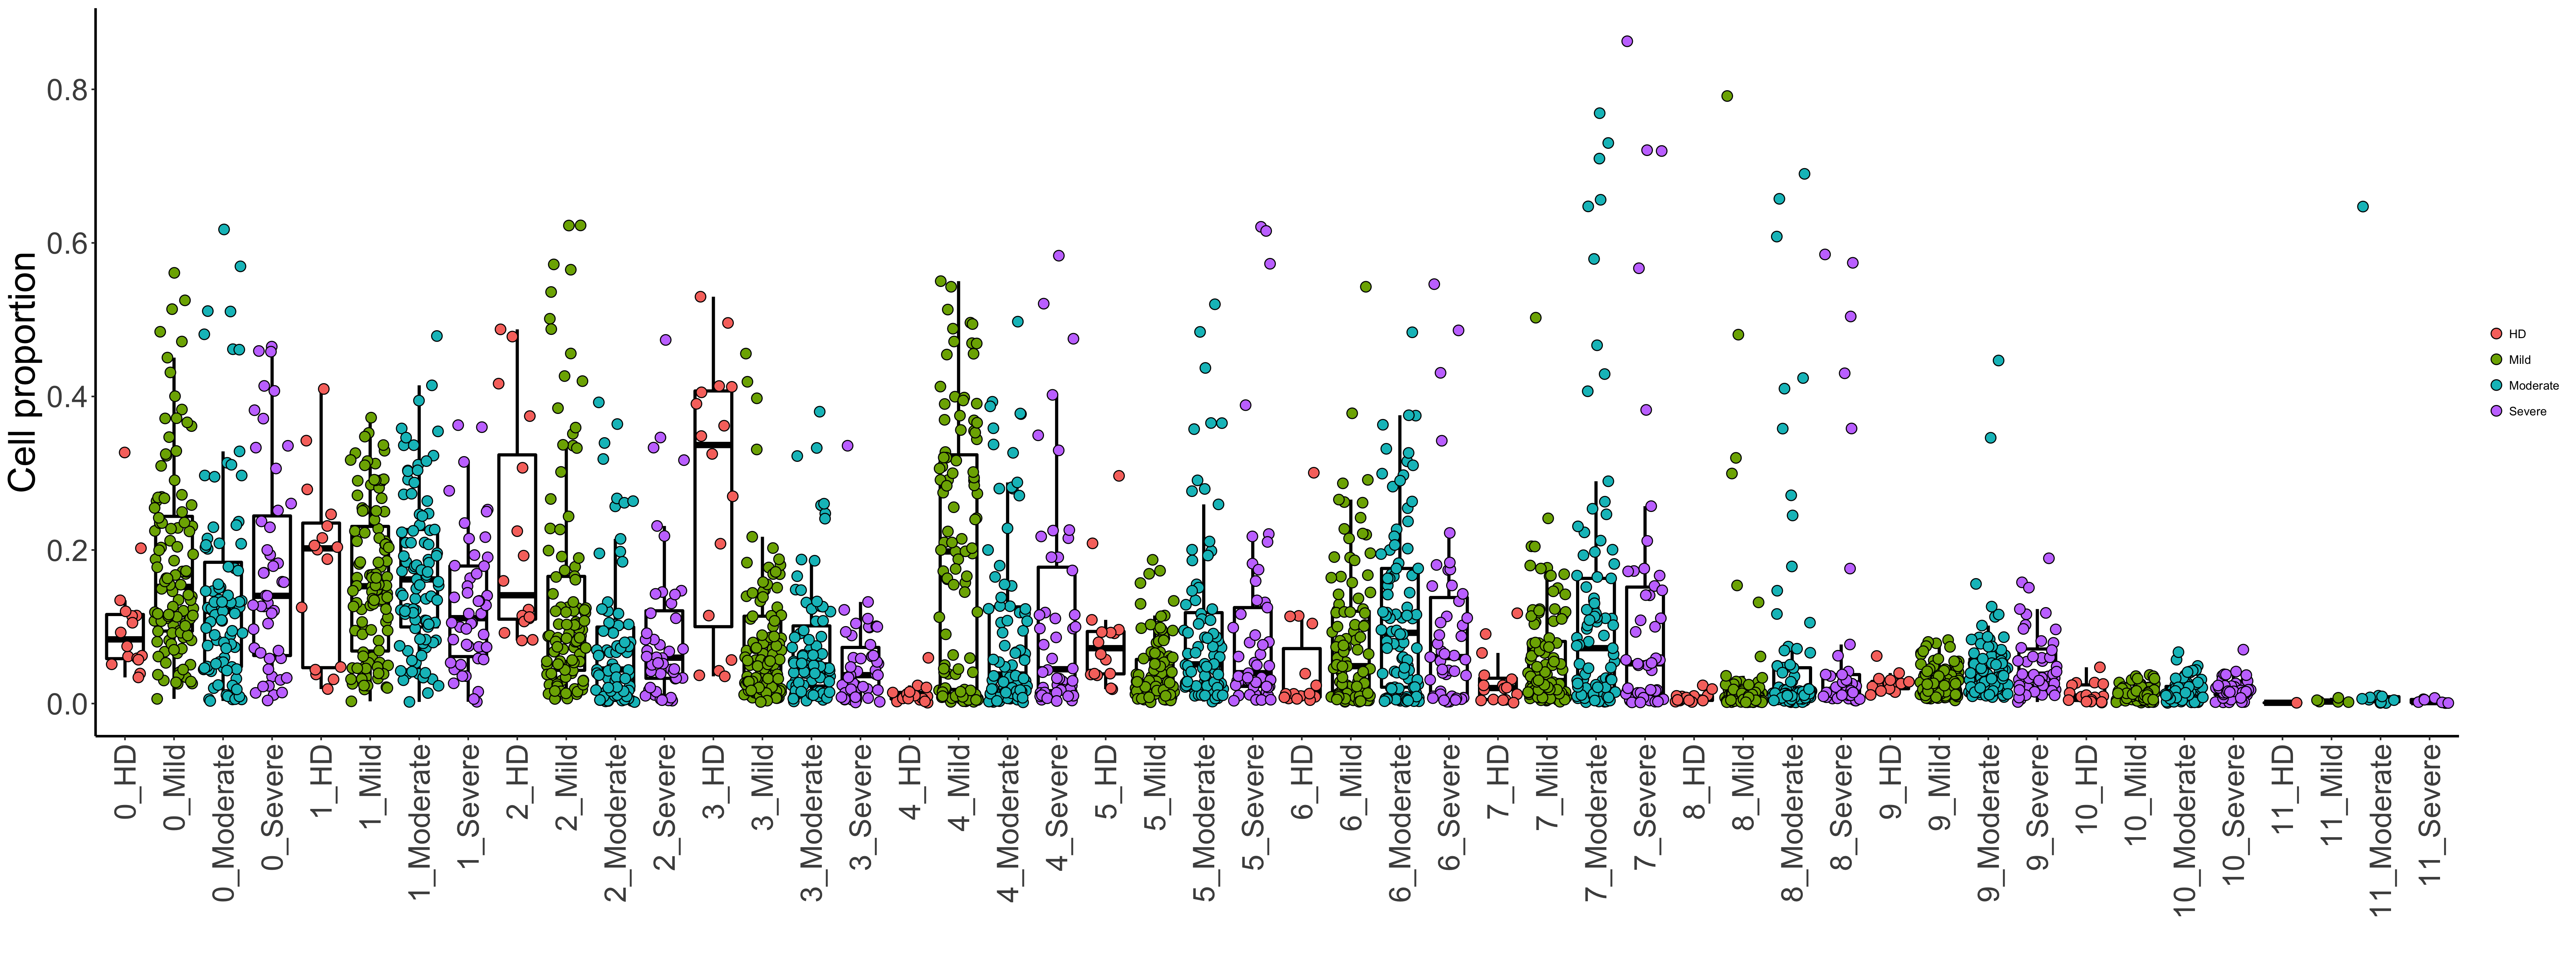 Cell proportion
0.8
0.6
0.4
0.2
0.0
0_HD
0_Mild
0_Moderate
0_Severe
1_HD
1_Mild
1_Moderate
1_Severe
2_HD
2_Mild
2_Moderate
2_Severe
3_HD
3_Mild
3_Moderate
3_Severe
4_HD
4_Mild
4_Moderate
4_Severe
5_HD
5_Mild
5_Moderate
5_Severe
6_HD
6_Mild
6_Moderate
6_Severe
7_HD
7_Mild
7_Moderate
7_Severe
8_HD
8_Mild
8_Moderate
8_Severe
9_HD
9_Mild
9_Moderate
9_Severe
10_HD
10_Mild
10_Moderate
10_Severe
11_HD
11_Mild
11_Moderate
11_Severe
HD
Mild
Moderate
Severe